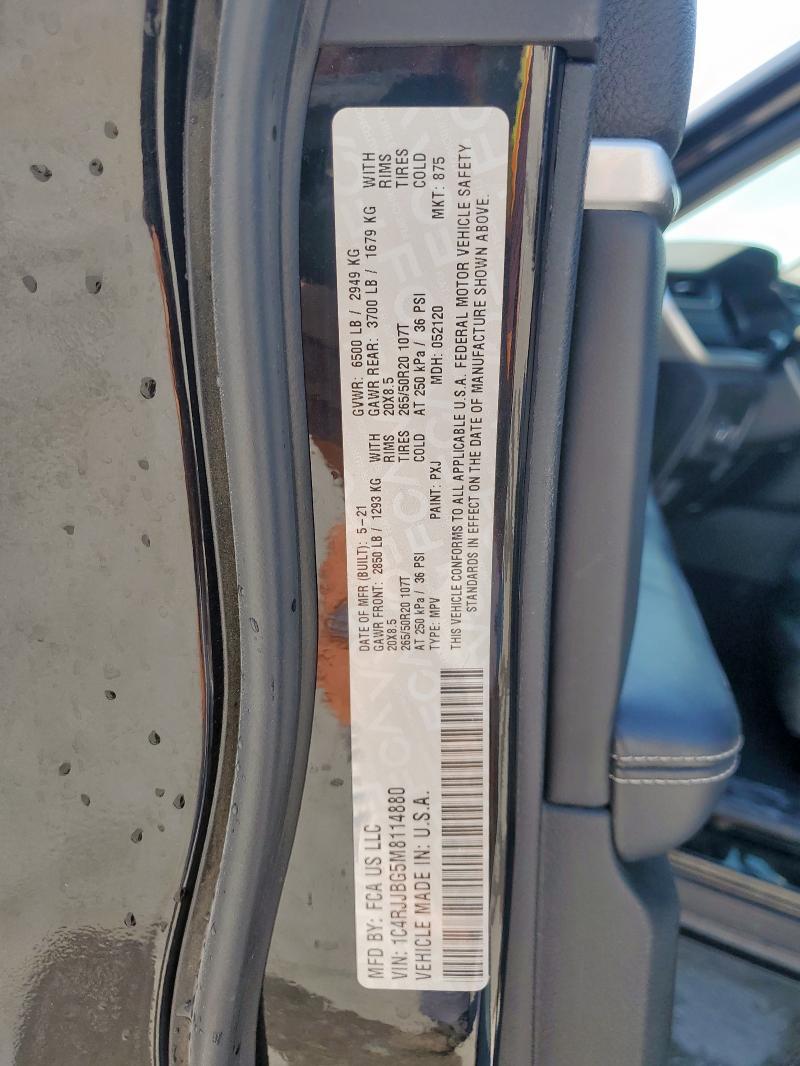 MFD BY: FCA US LLC
VIN: 1C4RJJBG5M8114880
VEHICLE MADE IN: U.S.A.
DATE OF MFR (BUILT): 5-21 GVWR: 6500 LB / 2949 KG
GAWR FRONT: 2850 LB / 1293 KG WITH GAWR REAR: 3700 LB / 1679 KG WITH
20X8.5 RIMS 20X8.5 RIMS
265/50R20 107T TIRES 265/50R20 107T TIRES
AT 250 kPa / 36 PSI COLD AT 250 kPa / 36 PSI COLD
TYPE: MPV PAINT: PXJ MDH: 052120 MKT: 875
THIS VEHICLE CONFORMS TO ALL APPLICABLE U.S.A. FEDERAL MOTOR VEHICLE SAFETY
STANDARDS IN EFFECT ON THE DATE OF MANUFACTURE SHOWN ABOVE.